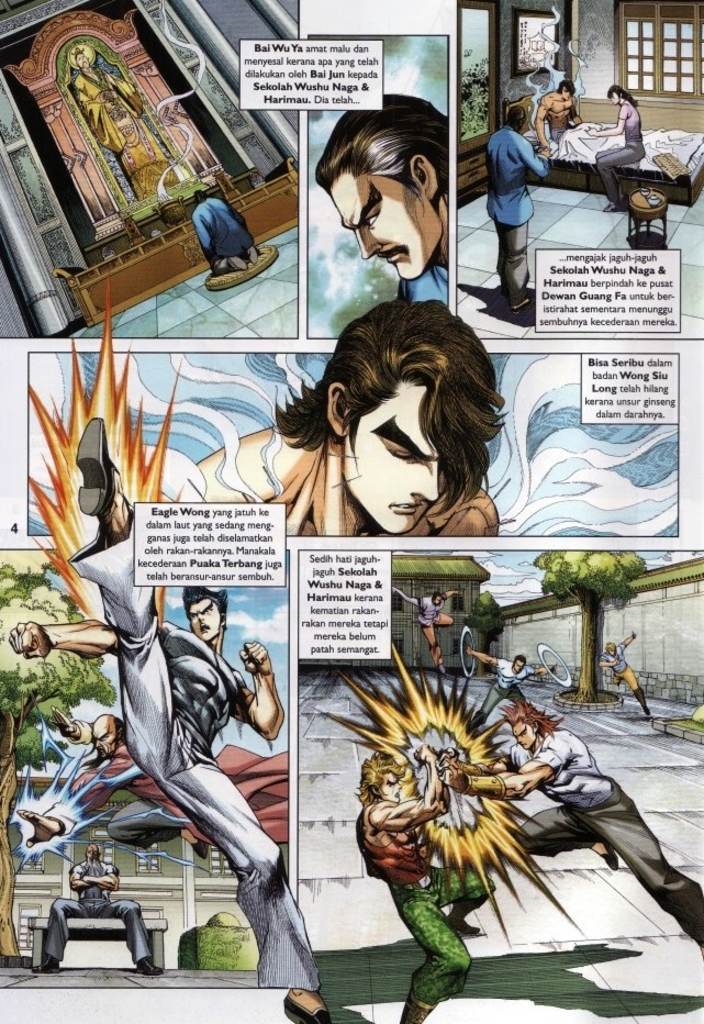 Bai Wu Ya amat malu dan
menyesal kerana apa yang telah
dilakukan oleh Bai Jun kepada
Sekolah Wushu Naga &
Harimau. Dia telah...
...mengajak jaguh-jaguh
Sekolah Wushu Naga &
Harimau berpindah ke pusat
Dewan Guang Fa untuk ber-
istirahat sementara menunggu
sembuhnya kecederaan mereka.
Bisa Seribu dalam
badan Wong Siu
Long telah hilang
kerana unsur ginseng
dalam darahnya.
4
Eagle Wong yang jatuh ke
dalam laut yang sedang meng-
ganas juga telah diselamatkan
oleh rakan-rakannya. Manakala
kecederaan Puaka Terbang juga
telah beransur-ansur sembuh.
Sedih hati jaguh-
jaguh Sekolah
Wushu Naga &
Harimau kerana
kematian rakan-
rakan mereka tetapi
mereka belum
patah semangat.